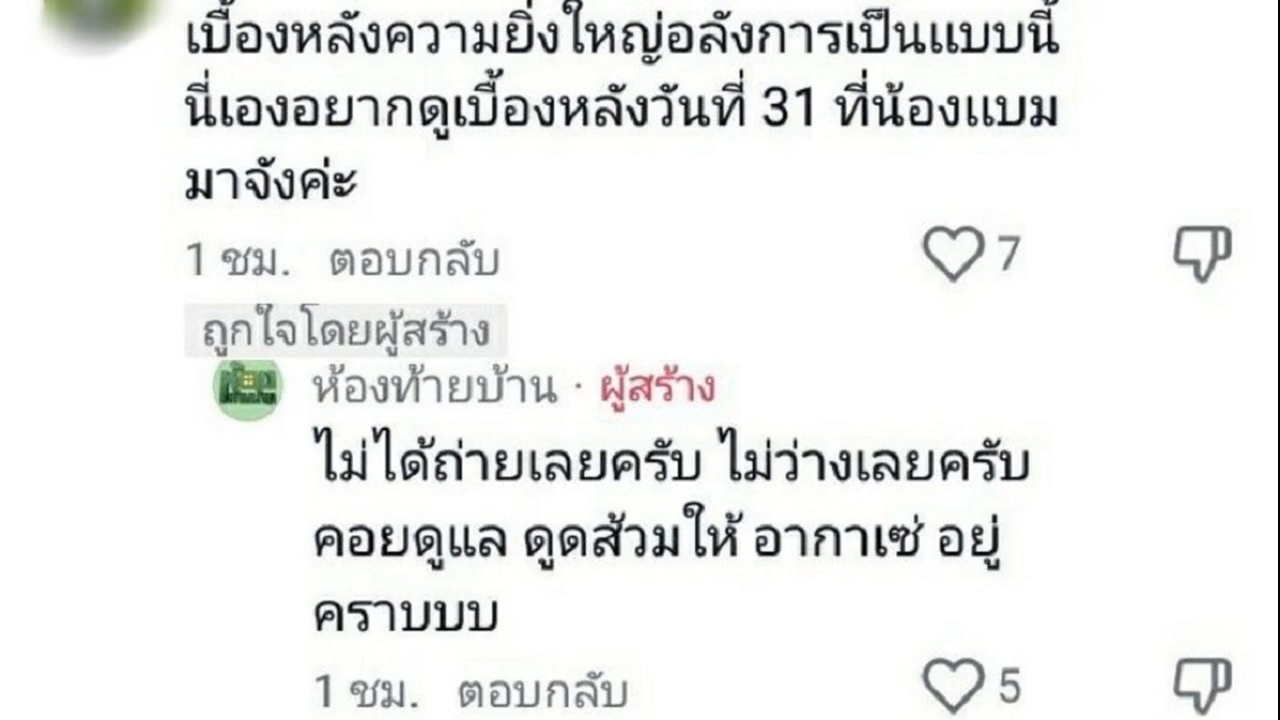 เบื้องหลังความยิ่งใหญ่อลังการเป็นแบบนี้
นี่เองอยากดูเบื้องหลังวันที่ 31 ที่น้องแบม
มาจังค่ะ
1 ชม. ตอบกลับ 7
ถูกใจโดยผู้สร้าง
ห้องท้ายบ้าน · ผู้สร้าง
ไม่ได้ถ่ายเลยครับ ไม่ว่างเลยครับ
คอยดูแล ดูดส้วมให้ อากาเซ่ อยู่
คราบบบ
1 ชม. ตอบกลับ 5